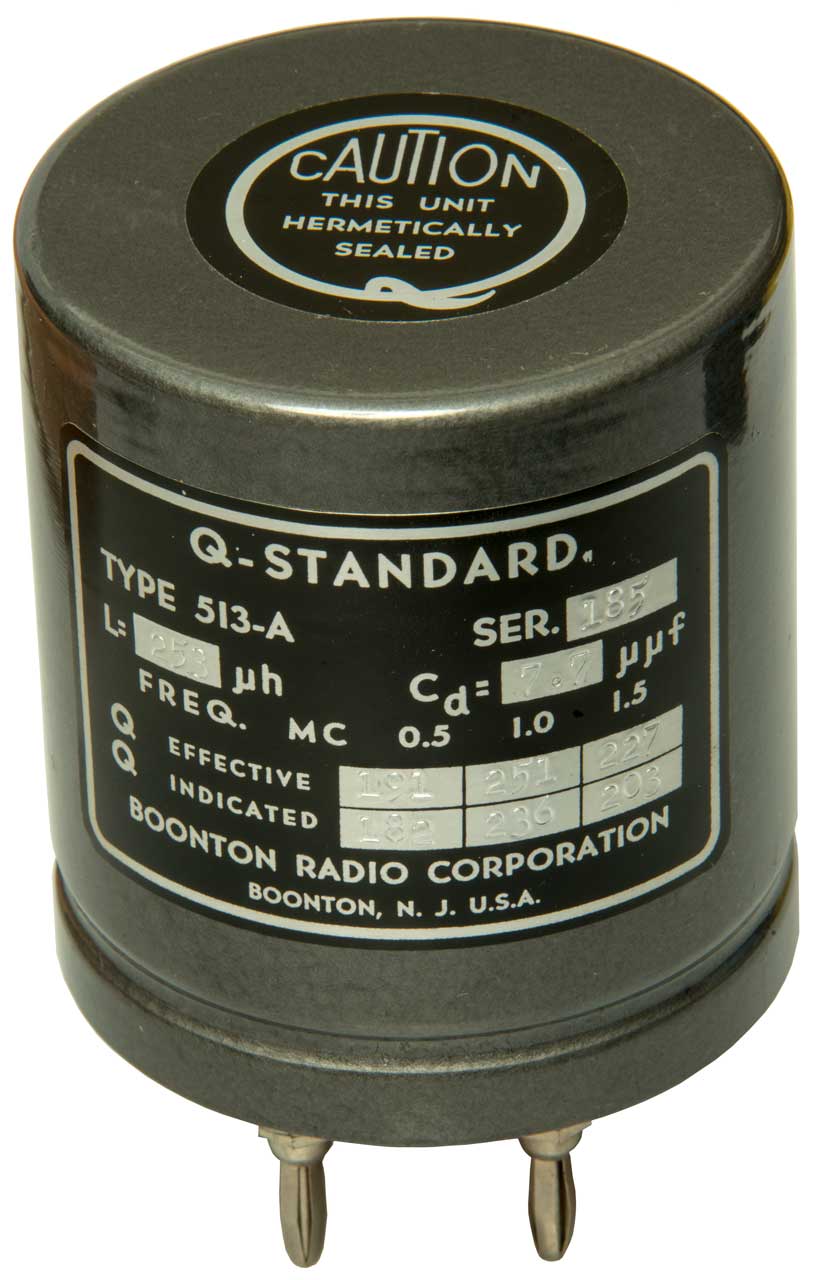 CAUTION
THIS UNIT
HERMETICALLY
SEALED
Q-STANDARD
TYPE 513-A SER. 185
L= 253 μh Cd= 7.7 μμf
FREQ. MC 0.5 1.0 1.5
Q EFFECTIVE 191 251 227
Q INDICATED 182 236 203
BOONTON RADIO CORPORATION
BOONTON, N. J. U.S.A.